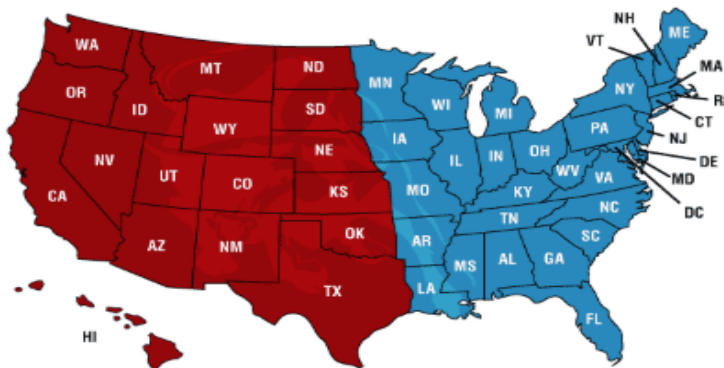 NH
ME
WA
VT
MT
ND
MN
MA
OR
ID
SD
WI
NY
RI
WY
MI
CT
IA
PA
NJ
NE
NV
UT
IL
IN
OH
DE
CO
WV
MD
CA
KS
MO
VA
KY
DC
NC
TN
AZ
NM
OK
AR
SC
MS
AL
GA
TX
LA
FL
HI